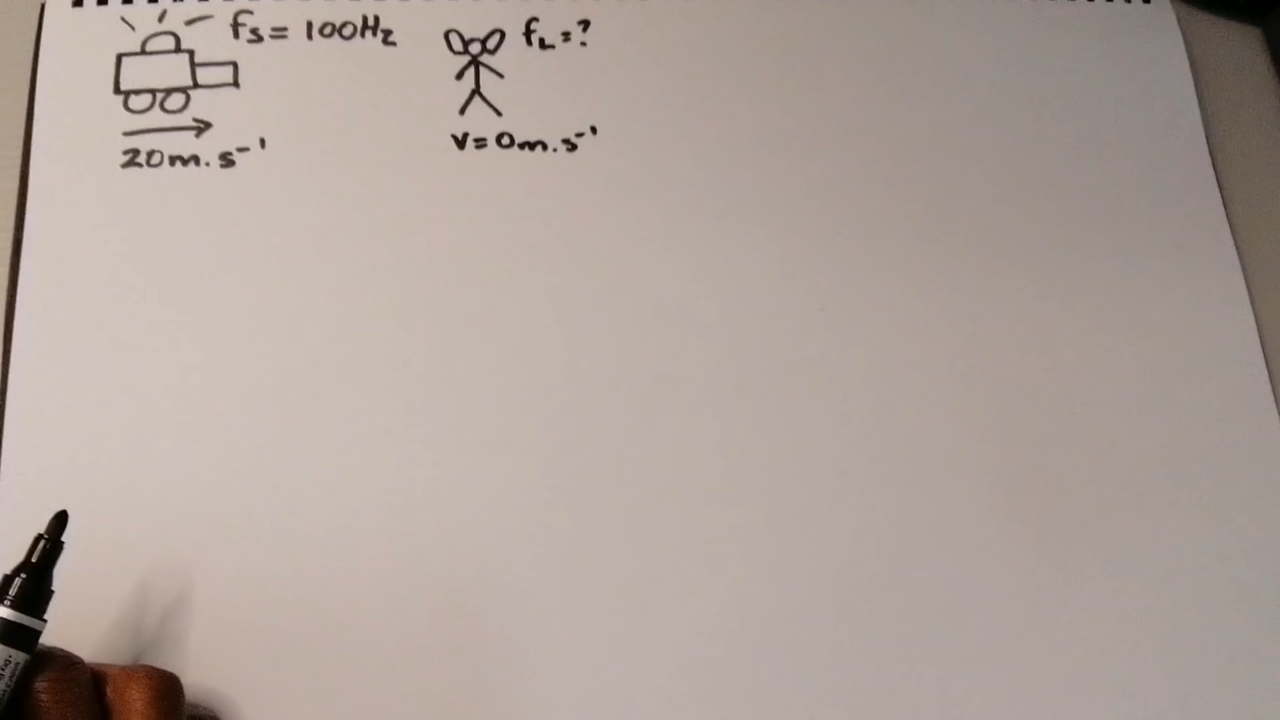 fs = 100Hz
fL = ?
20m.s⁻¹
v = 0m.s⁻¹